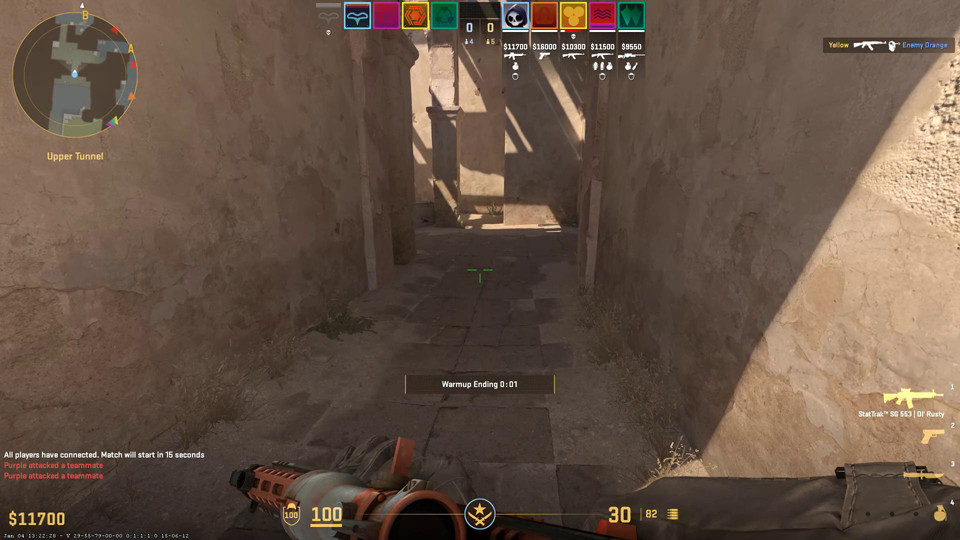 B
A
Upper Tunnel
0 0
4 5
$11700 $16000 $10300 $11500 $9550
Yellow Enemy Orange
Warmup Ending 0:01
1
StatTrak™ SG 553 | Ol' Rusty
2
3
4
All players have connected. Match will start in 15 seconds
Purple attacked a teammate
Purple attacked a teammate
$11700
100 100
30 | 82